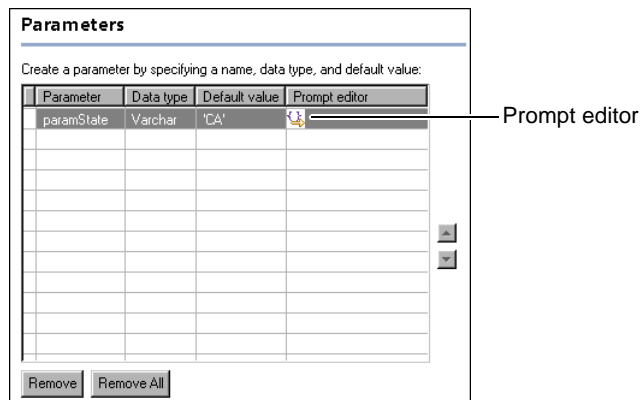 Parameters
Create a parameter by specifying a name, data type, and default value:
Parameter Data type Default value Prompt editor
paramState Varchar 'CA'
Prompt editor
Remove Remove All